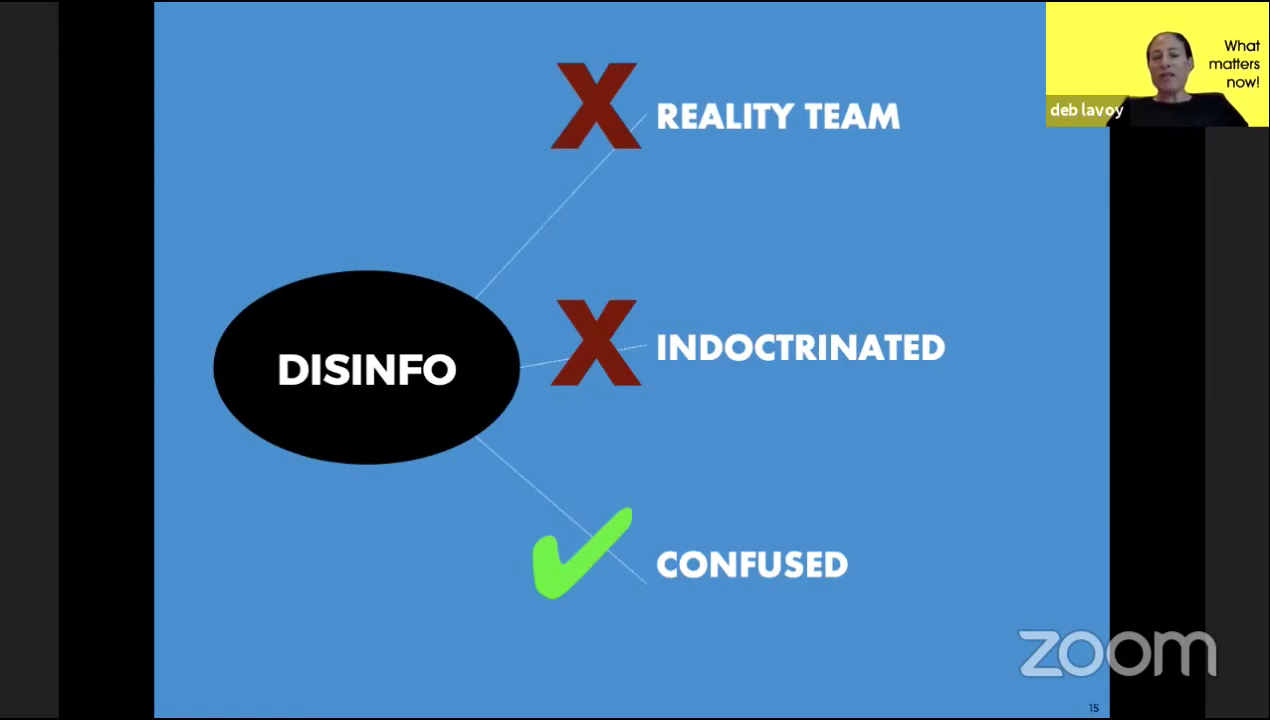 REALITY TEAM
What
matters
now!
deb lavoy
DISINFO
INDOCTRINATED
CONFUSED
zoom
15